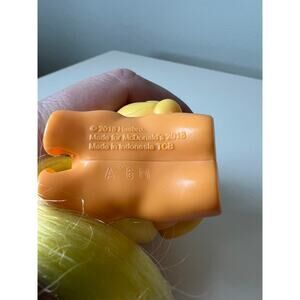 © 2018 Hasbro.
Made for McDonald's 2018
Made in Indonesia TCB